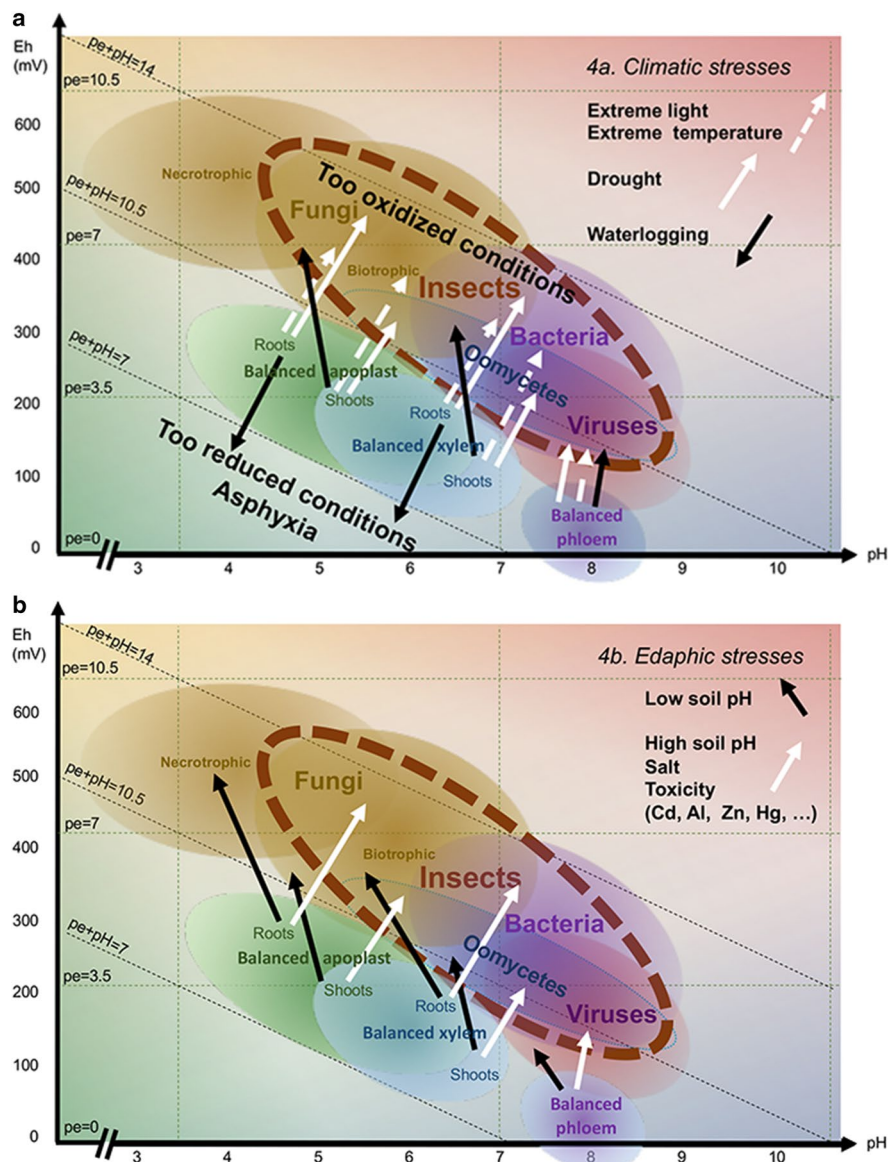 a
Eh
(mV)
pe+pH=14
pe=10.5
4a. Climatic stresses
Extreme light
Extreme temperature
600
Necrotrophic
Too oxidized conditions
Drought
500
pe+pH=10.5
Fungi
Waterlogging
pe=7
400
Biotrophic
Insects
300
pe+pH=7
Roots
Bacteria
Oomycetes
Balanced apoplast
pe=3.5
Shoots
200
Roots
Viruses
Too reduced conditions
Asphyxia
Balanced xylem
Shoots
100
Balanced
phloem
pe=0
0
3 4 5 6 7 8 9 10 pH
b
Eh
(mV)
pe+pH=14
pe=10.5
4b. Edaphic stresses
Low soil pH
600
Necrotrophic
High soil pH
Salt
Toxicity
(Cd, Al, Zn, Hg, ...)
500
pe+pH=10.5
Fungi
pe=7
400
Biotrophic
Insects
300
pe+pH=7
Roots
Bacteria
Oomycetes
Balanced apoplast
pe=3.5
Shoots
200
Roots
Viruses
Balanced xylem
100
Shoots
Balanced
phloem
pe=0
0
3 4 5 6 7 8 9 10 pH